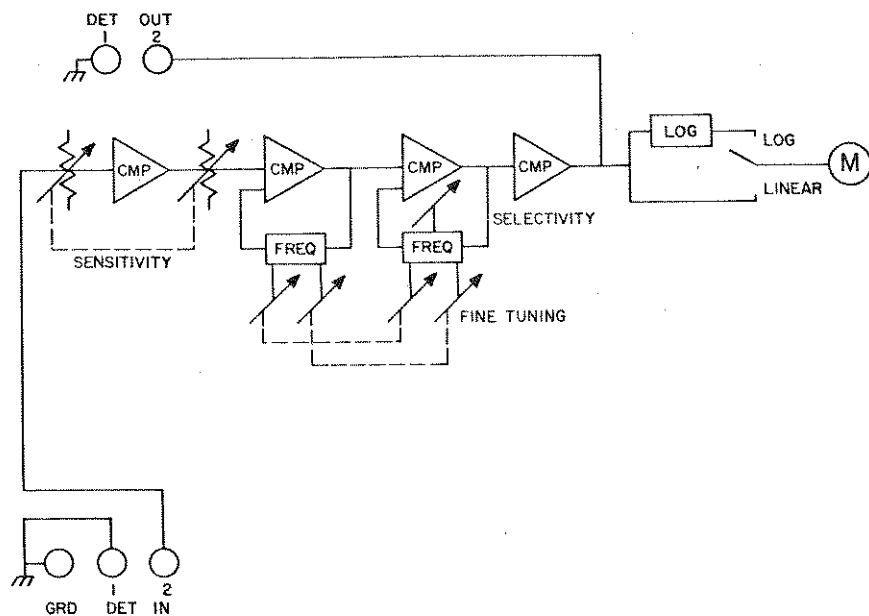 DET OUT
1 2
LOG
LOG
CMP
CMP
CMP
CMP
M
LINEAR
SELECTIVITY
FREQ
FREQ
SENSITIVITY
FINE TUNING
1 2
GRD DET IN